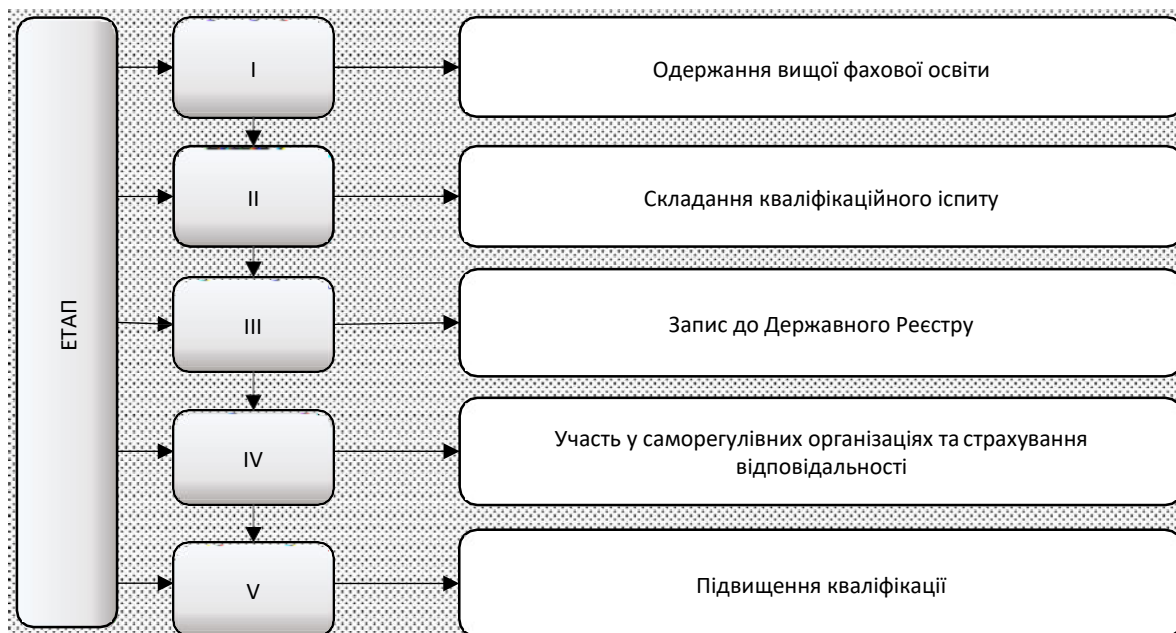 ЕТАП
I
Одержання вищої фахової освіти
II
Складання кваліфікаційного іспиту
III
Запис до Державного Реєстру
IV
Участь у саморегулівних організаціях та страхування
відповідальності
V
Підвищення кваліфікації